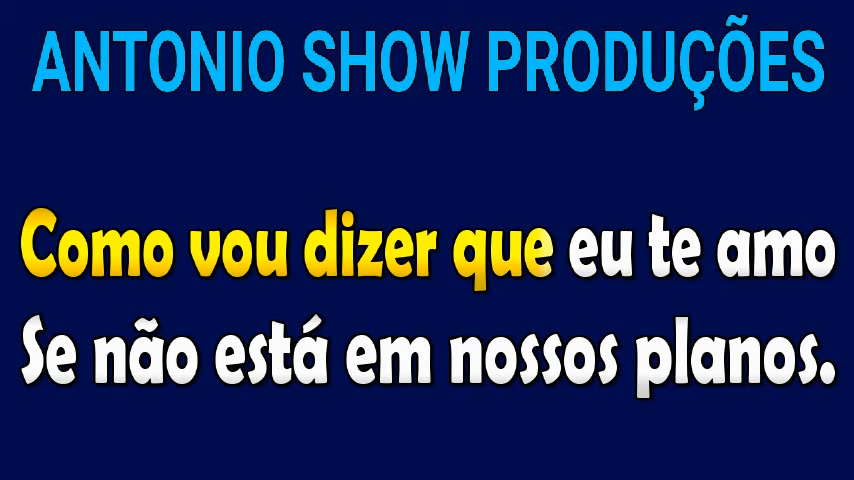 ANTONIO SHOW PRODUÇÕES
Como vou dizer que eu te amo
Se não está em nossos planos.